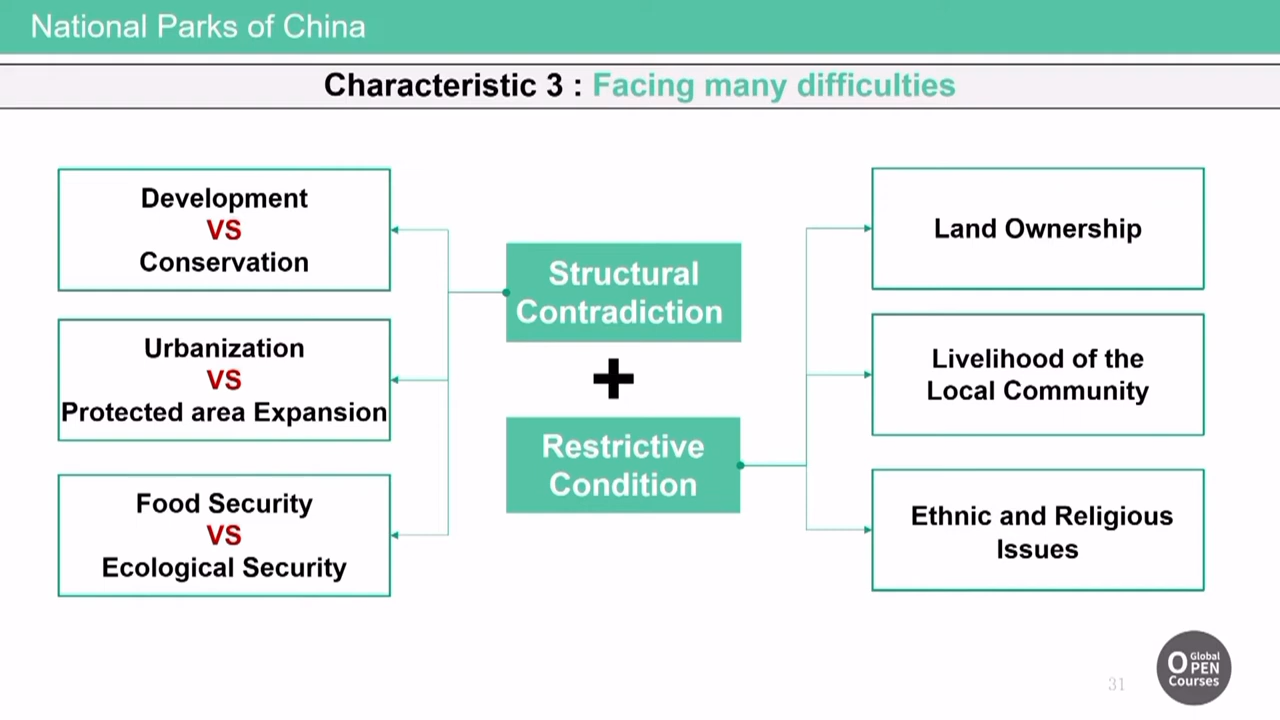 National Parks of China
Characteristic 3 : Facing many difficulties
Development
VS
Conservation
Urbanization
VS
Protected area Expansion
Food Security
VS
Ecological Security
Structural
Contradiction
+
Restrictive
Condition
Land Ownership
Livelihood of the
Local Community
Ethnic and Religious
Issues
31
Global
OPEN
Courses